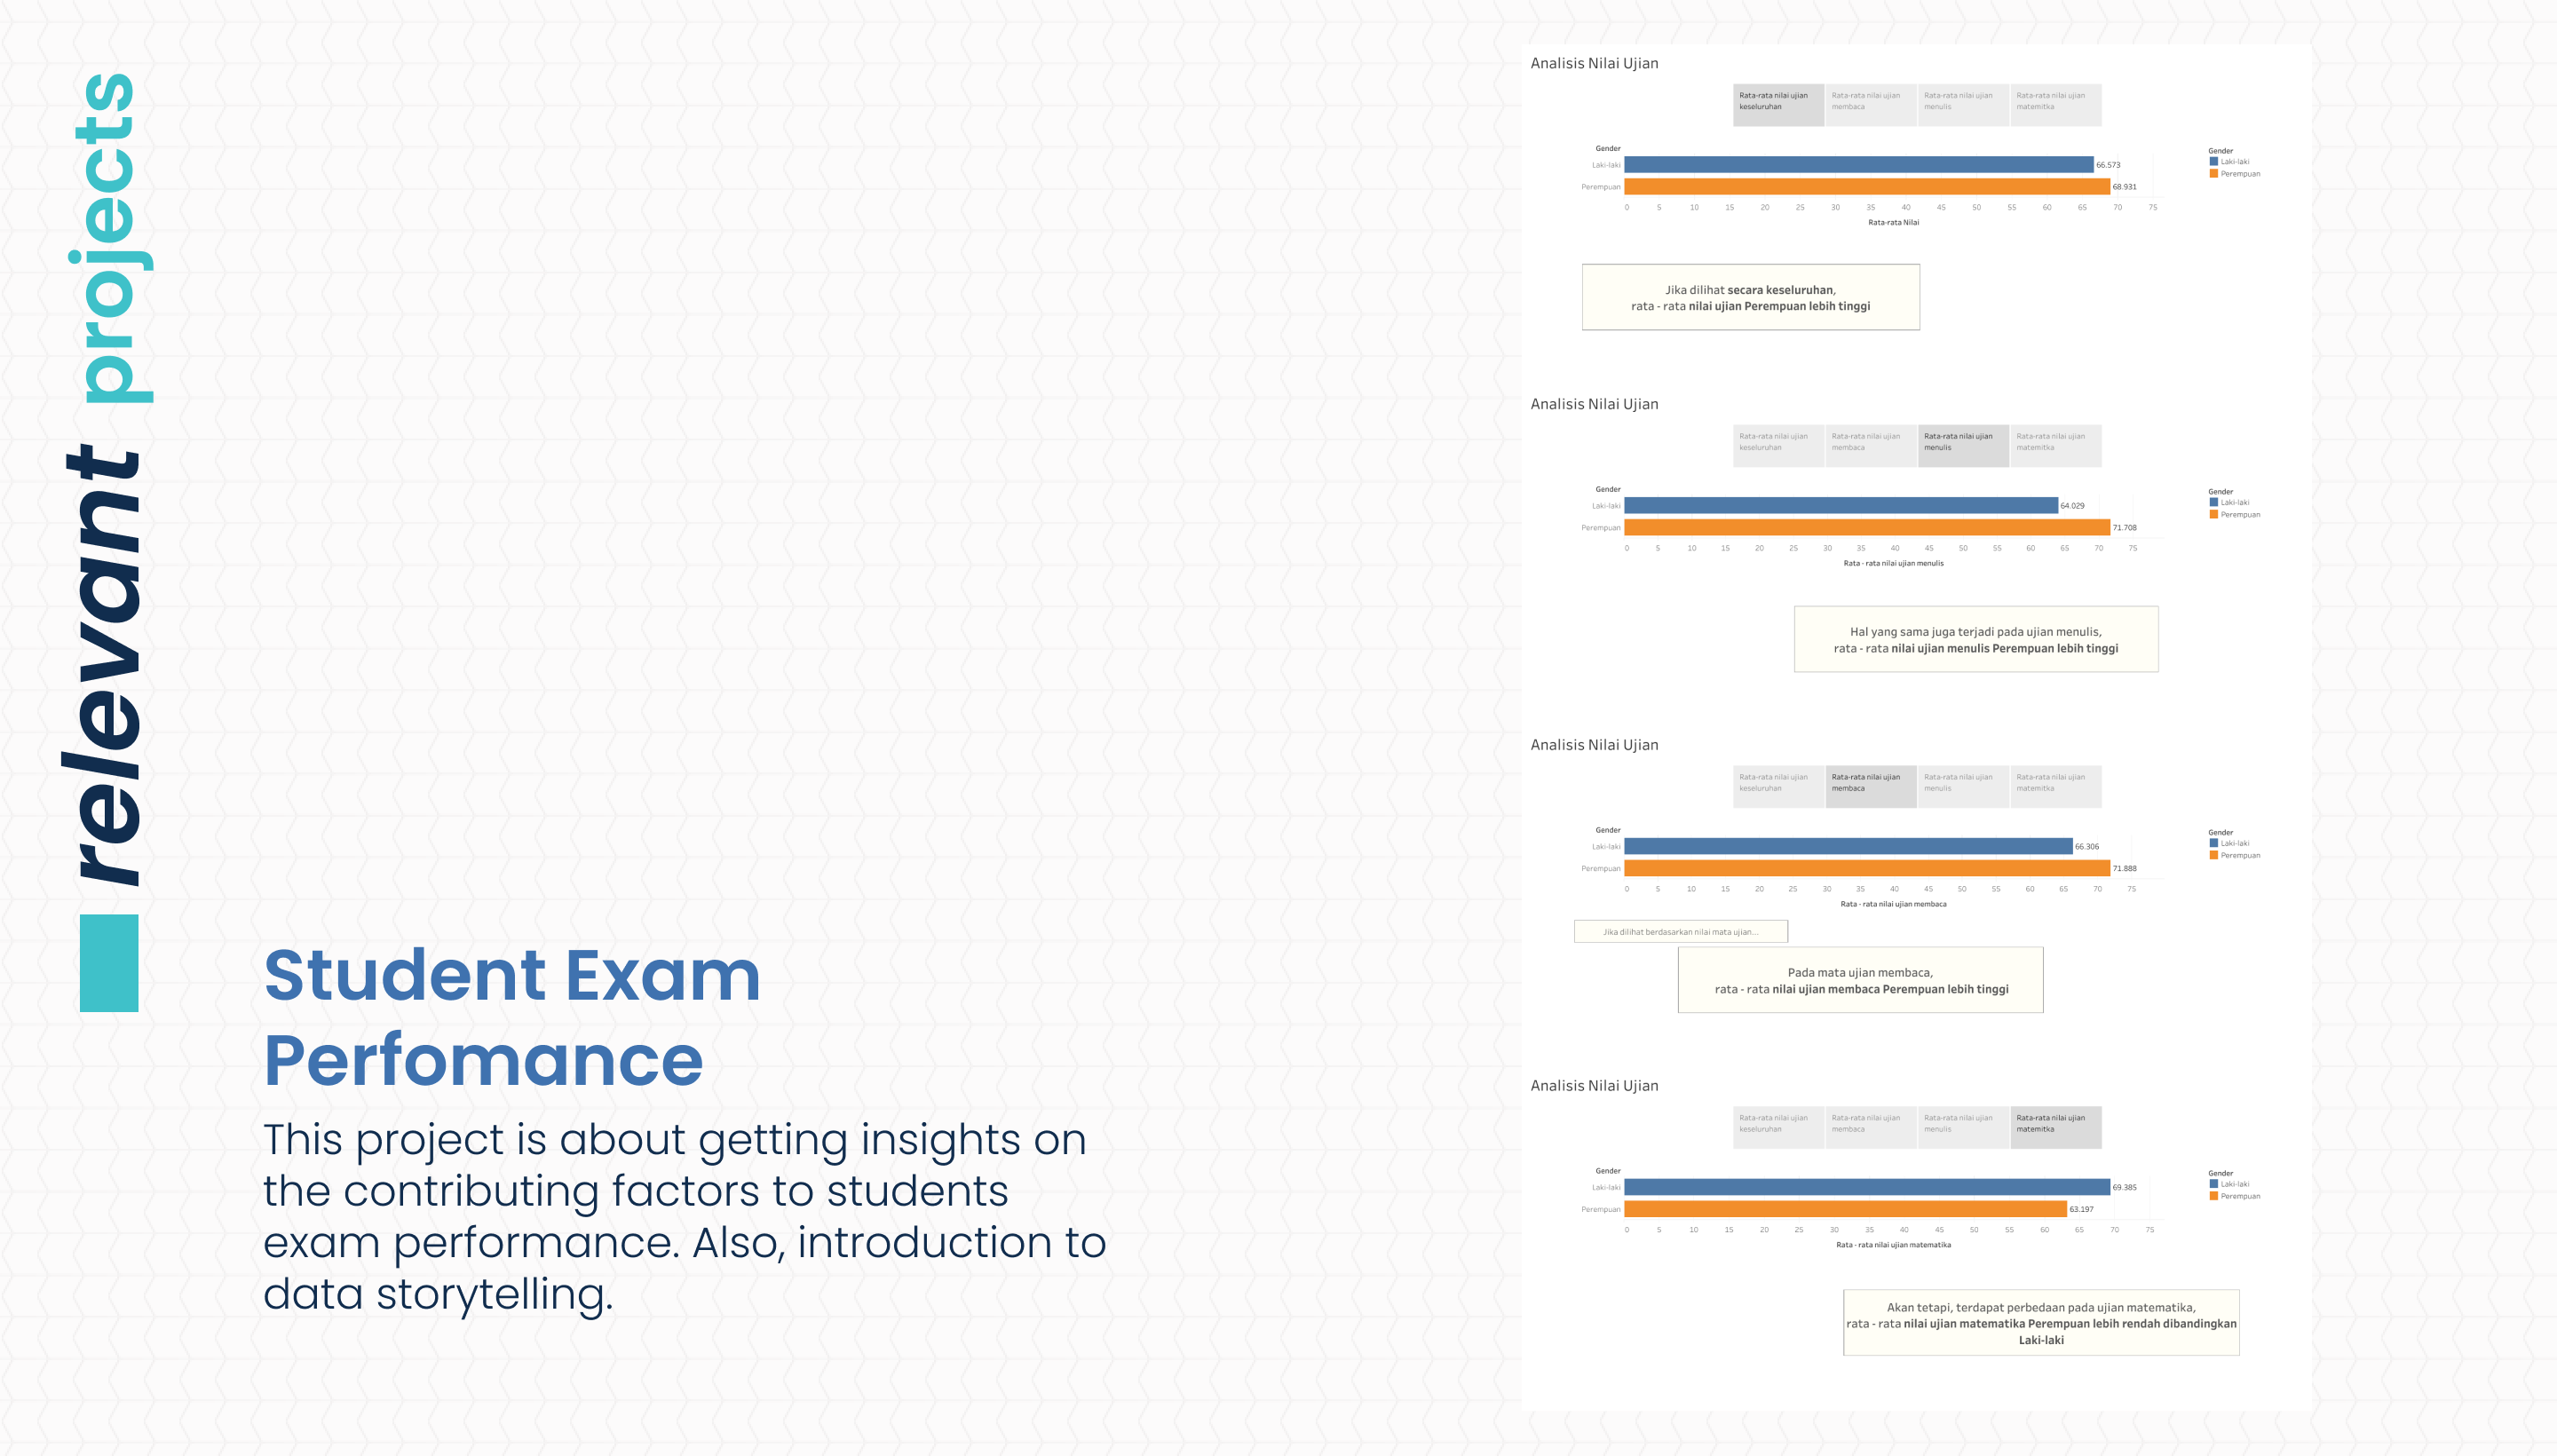 relevant projects
Student Exam
Perfomance
This project is about getting insights on
the contributing factors to students
exam performance. Also, introduction to
data storytelling.
Analisis Nilai Ujian
Rata-rata nilai ujian keseluruhan
Rata-rata nilai ujian membaca
Rata-rata nilai ujian menulis
Rata-rata nilai ujian matemitka
Gender
Laki-laki 66.573
Perempuan 68.931
0 5 10 15 20 25 30 35 40 45 50 55 60 65 70 75
Rata-rata Nilai
Gender
Laki-laki
Perempuan
Jika dilihat secara keseluruhan,
rata - rata nilai ujian Perempuan lebih tinggi
Analisis Nilai Ujian
Rata-rata nilai ujian keseluruhan
Rata-rata nilai ujian membaca
Rata-rata nilai ujian menulis
Rata-rata nilai ujian matemitka
Gender
Laki-laki 64.029
Perempuan 71.708
0 5 10 15 20 25 30 35 40 45 50 55 60 65 70 75
Rata - rata nilai ujian menulis
Gender
Laki-laki
Perempuan
Hal yang sama juga terjadi pada ujian menulis,
rata - rata nilai ujian menulis Perempuan lebih tinggi
Analisis Nilai Ujian
Rata-rata nilai ujian keseluruhan
Rata-rata nilai ujian membaca
Rata-rata nilai ujian menulis
Rata-rata nilai ujian matemitka
Gender
Laki-laki 66.306
Perempuan 71.888
0 5 10 15 20 25 30 35 40 45 50 55 60 65 70 75
Rata - rata nilai ujian membaca
Gender
Laki-laki
Perempuan
Jika dilihat berdasarkan nilai mata ujian...
Pada mata ujian membaca,
rata - rata nilai ujian membaca Perempuan lebih tinggi
Analisis Nilai Ujian
Rata-rata nilai ujian keseluruhan
Rata-rata nilai ujian membaca
Rata-rata nilai ujian menulis
Rata-rata nilai ujian matemitka
Gender
Laki-laki 69.385
Perempuan 63.197
0 5 10 15 20 25 30 35 40 45 50 55 60 65 70 75
Rata - rata nilai ujian matematika
Gender
Laki-laki
Perempuan
Akan tetapi, terdapat perbedaan pada ujian matematika,
rata - rata nilai ujian matematika Perempuan lebih rendah dibandingkan
Laki-laki